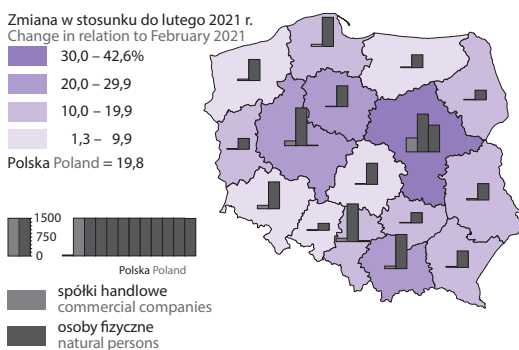 Zmiana w stosunku do lutego 2021 r.
Change in relation to February 2021
30,0 – 42,6%
20,0 – 29,9
10,0 – 19,9
1,3 – 9,9
Polska Poland = 19,8
1500
750
0
Polska Poland
spółki handlowe
commercial companies
osoby fizyczne
natural persons